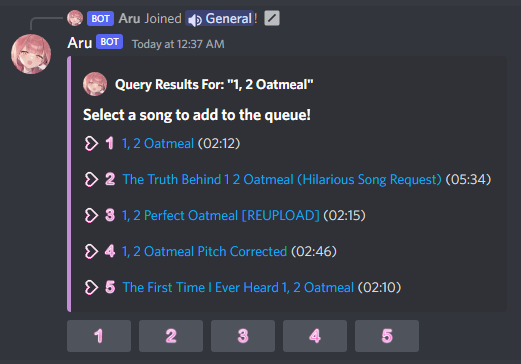 BOT Aru Joined General!
Aru BOT Today at 12:37 AM
Query Results For: "1, 2 Oatmeal"
Select a song to add to the queue!
1 1, 2 Oatmeal (02:12)
2 The Truth Behind 1 2 Oatmeal (Hilarious Song Request) (05:34)
3 1, 2 Perfect Oatmeal [REUPLOAD] (02:15)
4 1, 2 Oatmeal Pitch Corrected (02:46)
5 The First Time I Ever Heard 1, 2 Oatmeal (02:10)
1 2 3 4 5